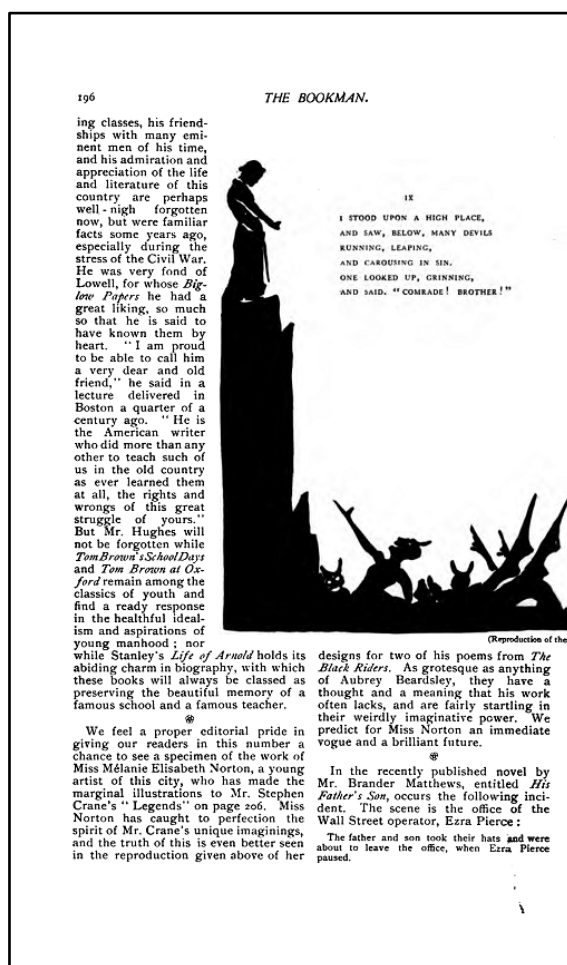 196
THE BOOKMAN.
ing classes, his friend-
ships with many emi-
nent men of his time,
and his admiration and
appreciation of the life
and literature of this
country are perhaps
well-nigh forgotten
now, but were familiar
facts some years ago,
especially during the
stress of the Civil War.
He was very fond of
Lowell, for whose Big-
low Papers he had a
great liking, so much
so that he is said to
have known them by
heart. "I am proud
to be able to call him
a very dear and old
friend," he said in a
lecture delivered in
Boston a quarter of a
century ago. "He is
the American writer
who did more than any
other to teach such of
us in the old country
as ever learned them
at all, the rights and
wrongs of this great
struggle of yours."
But Mr. Hughes will
not be forgotten while
Tom Brown's School Days
and Tom Brown at Ox-
ford remain among the
classics of youth and
find a ready response
in the healthful ideal-
ism and aspirations of
young manhood; nor
while Stanley's Life of Arnold holds its
abiding charm in biography, with which
these books will always be classed as
preserving the beautiful memory of a
famous school and a famous teacher.
We feel a proper editorial pride in
giving our readers in this number a
chance to see a specimen of the work of
Miss Mélanie Elisabeth Norton, a young
artist of this city, who has made the
marginal illustrations to Mr. Stephen
Crane's "Legends" on page 206. Miss
Norton has caught to perfection the
spirit of Mr. Crane's unique imaginings,
and the truth of this is even better seen
in the reproduction given above of her
IX
I STOOD UPON A HIGH PLACE,
AND SAW, BELOW, MANY DEVILS
RUNNING, LEAPING,
AND CAROUSING IN SIN.
ONE LOOKED UP, GRINNING,
AND SAID. "COMRADE! BROTHER!"
(Reproduction of the
designs for two of his poems from The
Black Riders. As grotesque as anything
of Aubrey Beardsley, they have a
thought and a meaning that his work
often lacks, and are fairly startling in
their weirdly imaginative power. We
predict for Miss Norton an immediate
vogue and a brilliant future.
In the recently published novel by
Mr. Brander Matthews, entitled His
Father's Son, occurs the following inci-
dent. The scene is the office of the
Wall Street operator, Ezra Pierce:
The father and son took their hats and were
about to leave the office, when Ezra Pierce
paused.